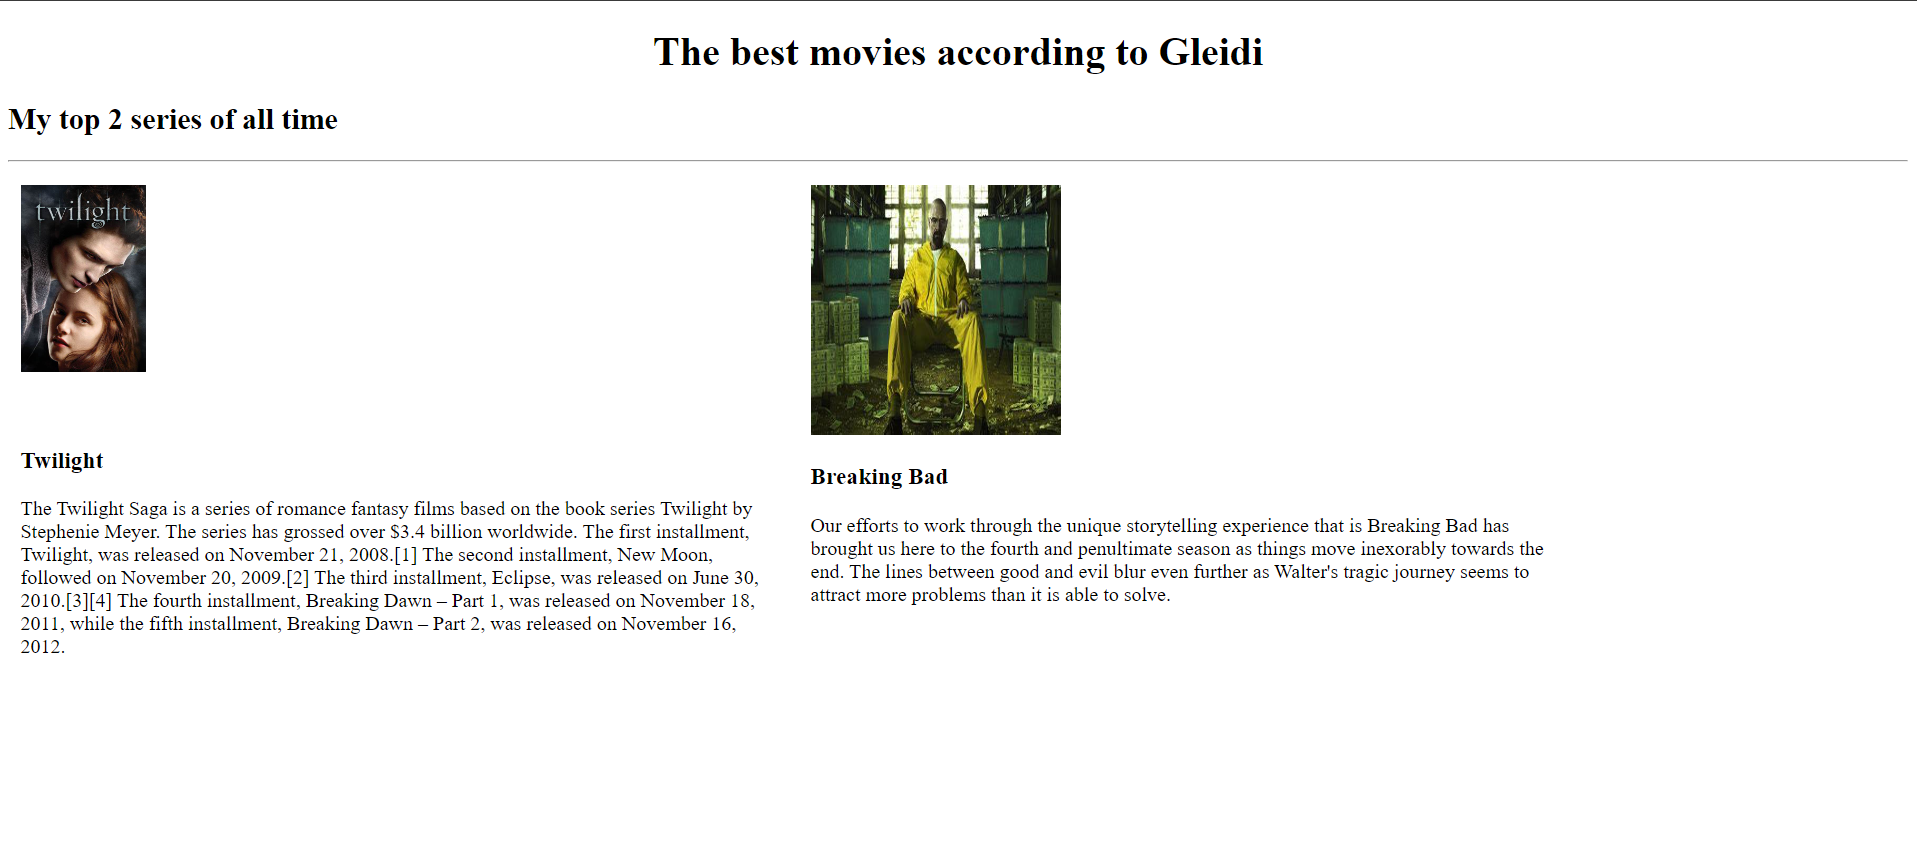 The best movies according to Gleidi
My top 2 series of all time
twilight
Twilight
The Twilight Saga is a series of romance fantasy films based on the book series Twilight by
Stephenie Meyer. The series has grossed over $3.4 billion worldwide. The first installment,
Twilight, was released on November 21, 2008.[1] The second installment, New Moon,
followed on November 20, 2009.[2] The third installment, Eclipse, was released on June 30,
2010.[3][4] The fourth installment, Breaking Dawn – Part 1, was released on November 18,
2011, while the fifth installment, Breaking Dawn – Part 2, was released on November 16,
2012.
Breaking Bad
Our efforts to work through the unique storytelling experience that is Breaking Bad has
brought us here to the fourth and penultimate season as things move inexorably towards the
end. The lines between good and evil blur even further as Walter's tragic journey seems to
attract more problems than it is able to solve.